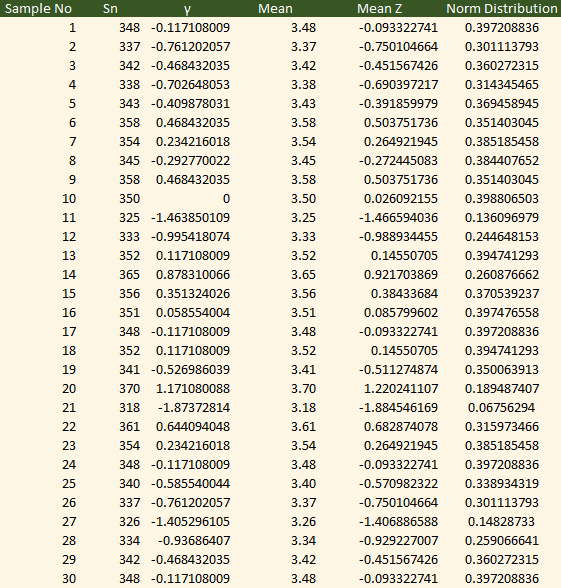 Sample No Sn y Mean Mean Z Norm Distribution
1 348 -0.117108009 3.48 -0.093322741 0.397208836
2 337 -0.761202057 3.37 -0.750104664 0.301113793
3 342 -0.468432035 3.42 -0.451567426 0.360272315
4 338 -0.702648053 3.38 -0.690397217 0.314345465
5 343 -0.409878031 3.43 -0.391859979 0.369458945
6 358 0.468432035 3.58 0.503751736 0.351403045
7 354 0.234216018 3.54 0.264921945 0.385185458
8 345 -0.292770022 3.45 -0.272445083 0.384407652
9 358 0.468432035 3.58 0.503751736 0.351403045
10 350 0 3.50 0.026092155 0.398806503
11 325 -1.463850109 3.25 -1.466594036 0.136096979
12 333 -0.995418074 3.33 -0.988934455 0.244648153
13 352 0.117108009 3.52 0.14550705 0.394741293
14 365 0.878310066 3.65 0.921703869 0.260876662
15 356 0.351324026 3.56 0.38433684 0.370539237
16 351 0.058554004 3.51 0.085799602 0.397476558
17 348 -0.117108009 3.48 -0.093322741 0.397208836
18 352 0.117108009 3.52 0.14550705 0.394741293
19 341 -0.526986039 3.41 -0.511274874 0.350063913
20 370 1.171080088 3.70 1.220241107 0.189487407
21 318 -1.87372814 3.18 -1.884546169 0.06756294
22 361 0.644094048 3.61 0.682874078 0.315973466
23 354 0.234216018 3.54 0.264921945 0.385185458
24 348 -0.117108009 3.48 -0.093322741 0.397208836
25 340 -0.585540044 3.40 -0.570982322 0.338934319
26 337 -0.761202057 3.37 -0.750104664 0.301113793
27 326 -1.405296105 3.26 -1.406886588 0.14828733
28 334 -0.93686407 3.34 -0.929227007 0.259066641
29 342 -0.468432035 3.42 -0.451567426 0.360272315
30 348 -0.117108009 3.48 -0.093322741 0.397208836